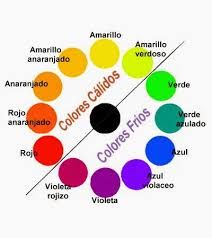 Amarillo
Amarillo
anaranjado
Amarillo
verdoso
Anaranjado
Verde
Colores Cálidos
Rojo
anaranjado
Verde
azulado
Colores Fríos
Rojo
Azul
Violeta
rojizo
Azul
violaceo
Violeta